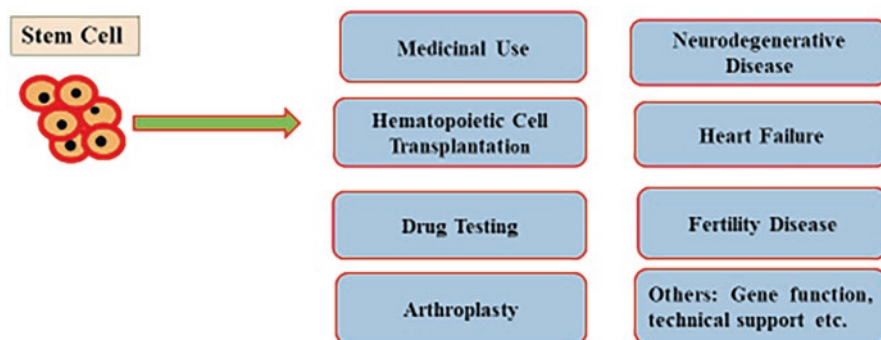 Stem Cell
Medicinal Use
Neurodegenerative
Disease
Hematopoietic Cell
Transplantation
Heart Failure
Drug Testing
Fertility Disease
Arthroplasty
Others: Gene function,
technical support etc.